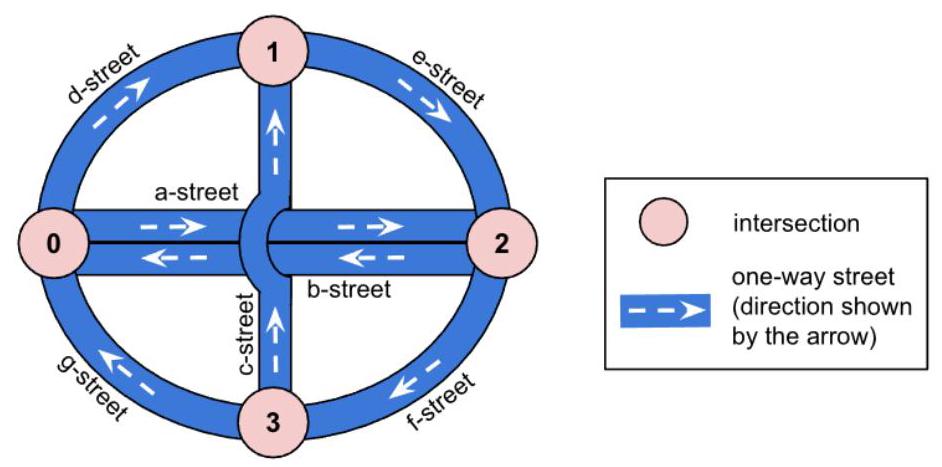 1
d-street
e-street
a-street
0
2
b-street
c-street
g-street
f-street
3
intersection
one-way street
(direction shown
by the arrow)